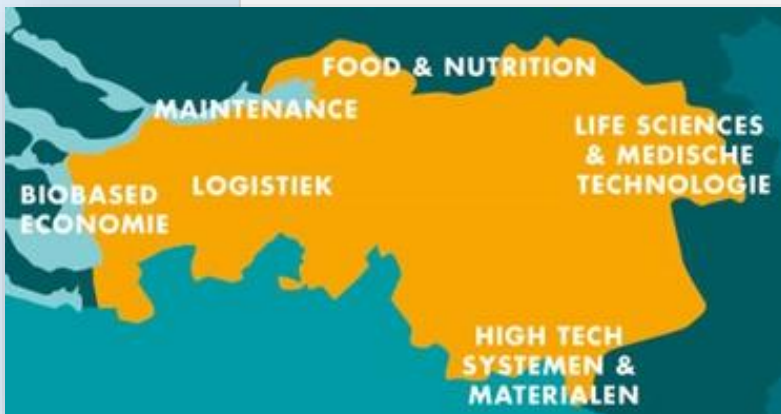 FOOD & NUTRITION
MAINTENANCE
LIFE SCIENCES
& MEDISCHE
TECHNOLOGIE
BIOBASED
ECONOMIE
LOGISTIEK
HIGH TECH
SYSTEMEN &
MATERIALEN